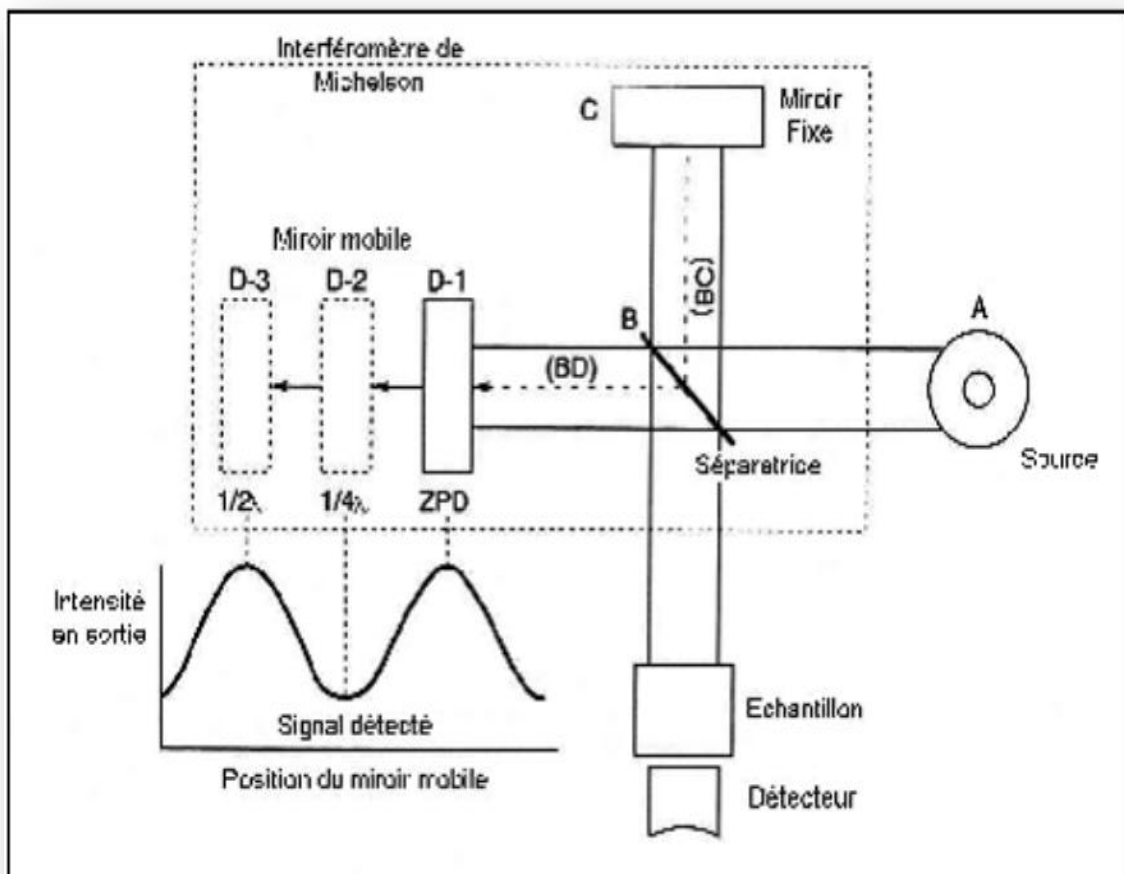 Interféromètre de
Michelson
C
Miroir
Fixe
Miroir mobile
D-3
D-2
D-1
B
(BC)
A
(BD)
Séparatrice
Source
1/2λ
1/4λ
ZPD
Intensité
en sortie
Signal détecté
Position du miroir mobile
Echantillon
Détecteur